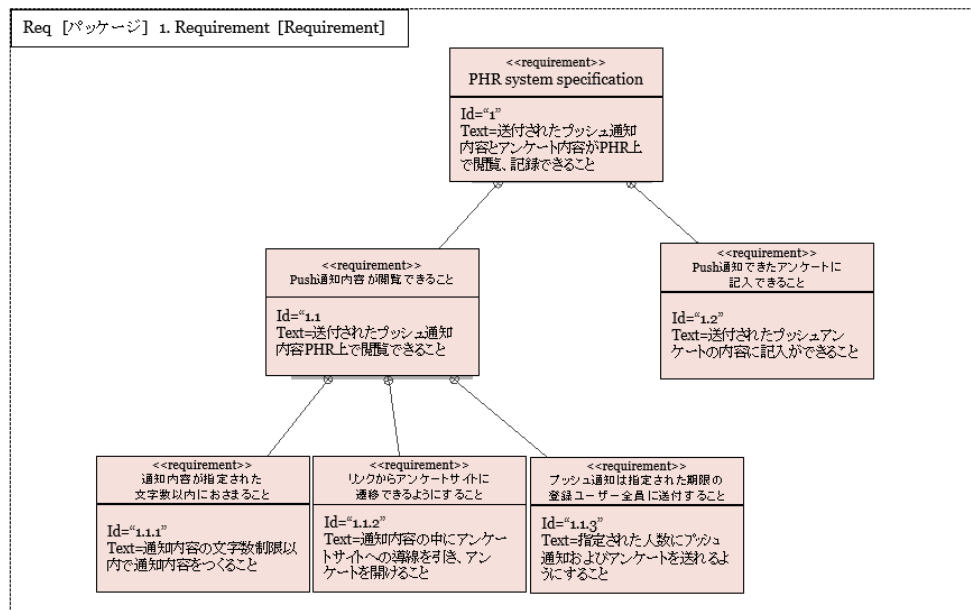 Req [パッケージ] 1. Requirement [Requirement]
<<requirement>>
PHR system specification
Id=“1”
Text=送付されたプッシュ通知
内容とアンケート内容がPHR上
で閲覧、記録できること
<<requirement>>
Push通知内容が閲覧できること
Id=“1.1
Text=送付されたプッシュ通知
内容PHR上で閲覧できること
<<requirement>>
Push通知できたアンケートに
記入できること
Id=“1.2”
Text=送付されたプッシュアン
ケートの内容に記入ができること
<<requirement>>
通知内容が指定された
文字数以内におさまること
Id=“1.1.1”
Text=通知内容の文字数制限以
内で通知内容をつくること
<<requirement>>
リンクからアンケートサイトに
遷移できるようにすること
Id=“1.1.2”
Text=通知内容の中にアンケー
トサイトへの導線を引き、アン
ケートを開けること
<<requirement>>
プッシュ通知は指定された期限の
登録ユーザー全員に送付すること
Id=“1.1.3”
Text=指定された人数にプッシュ
通知およびアンケートを送れるよ
うにすること